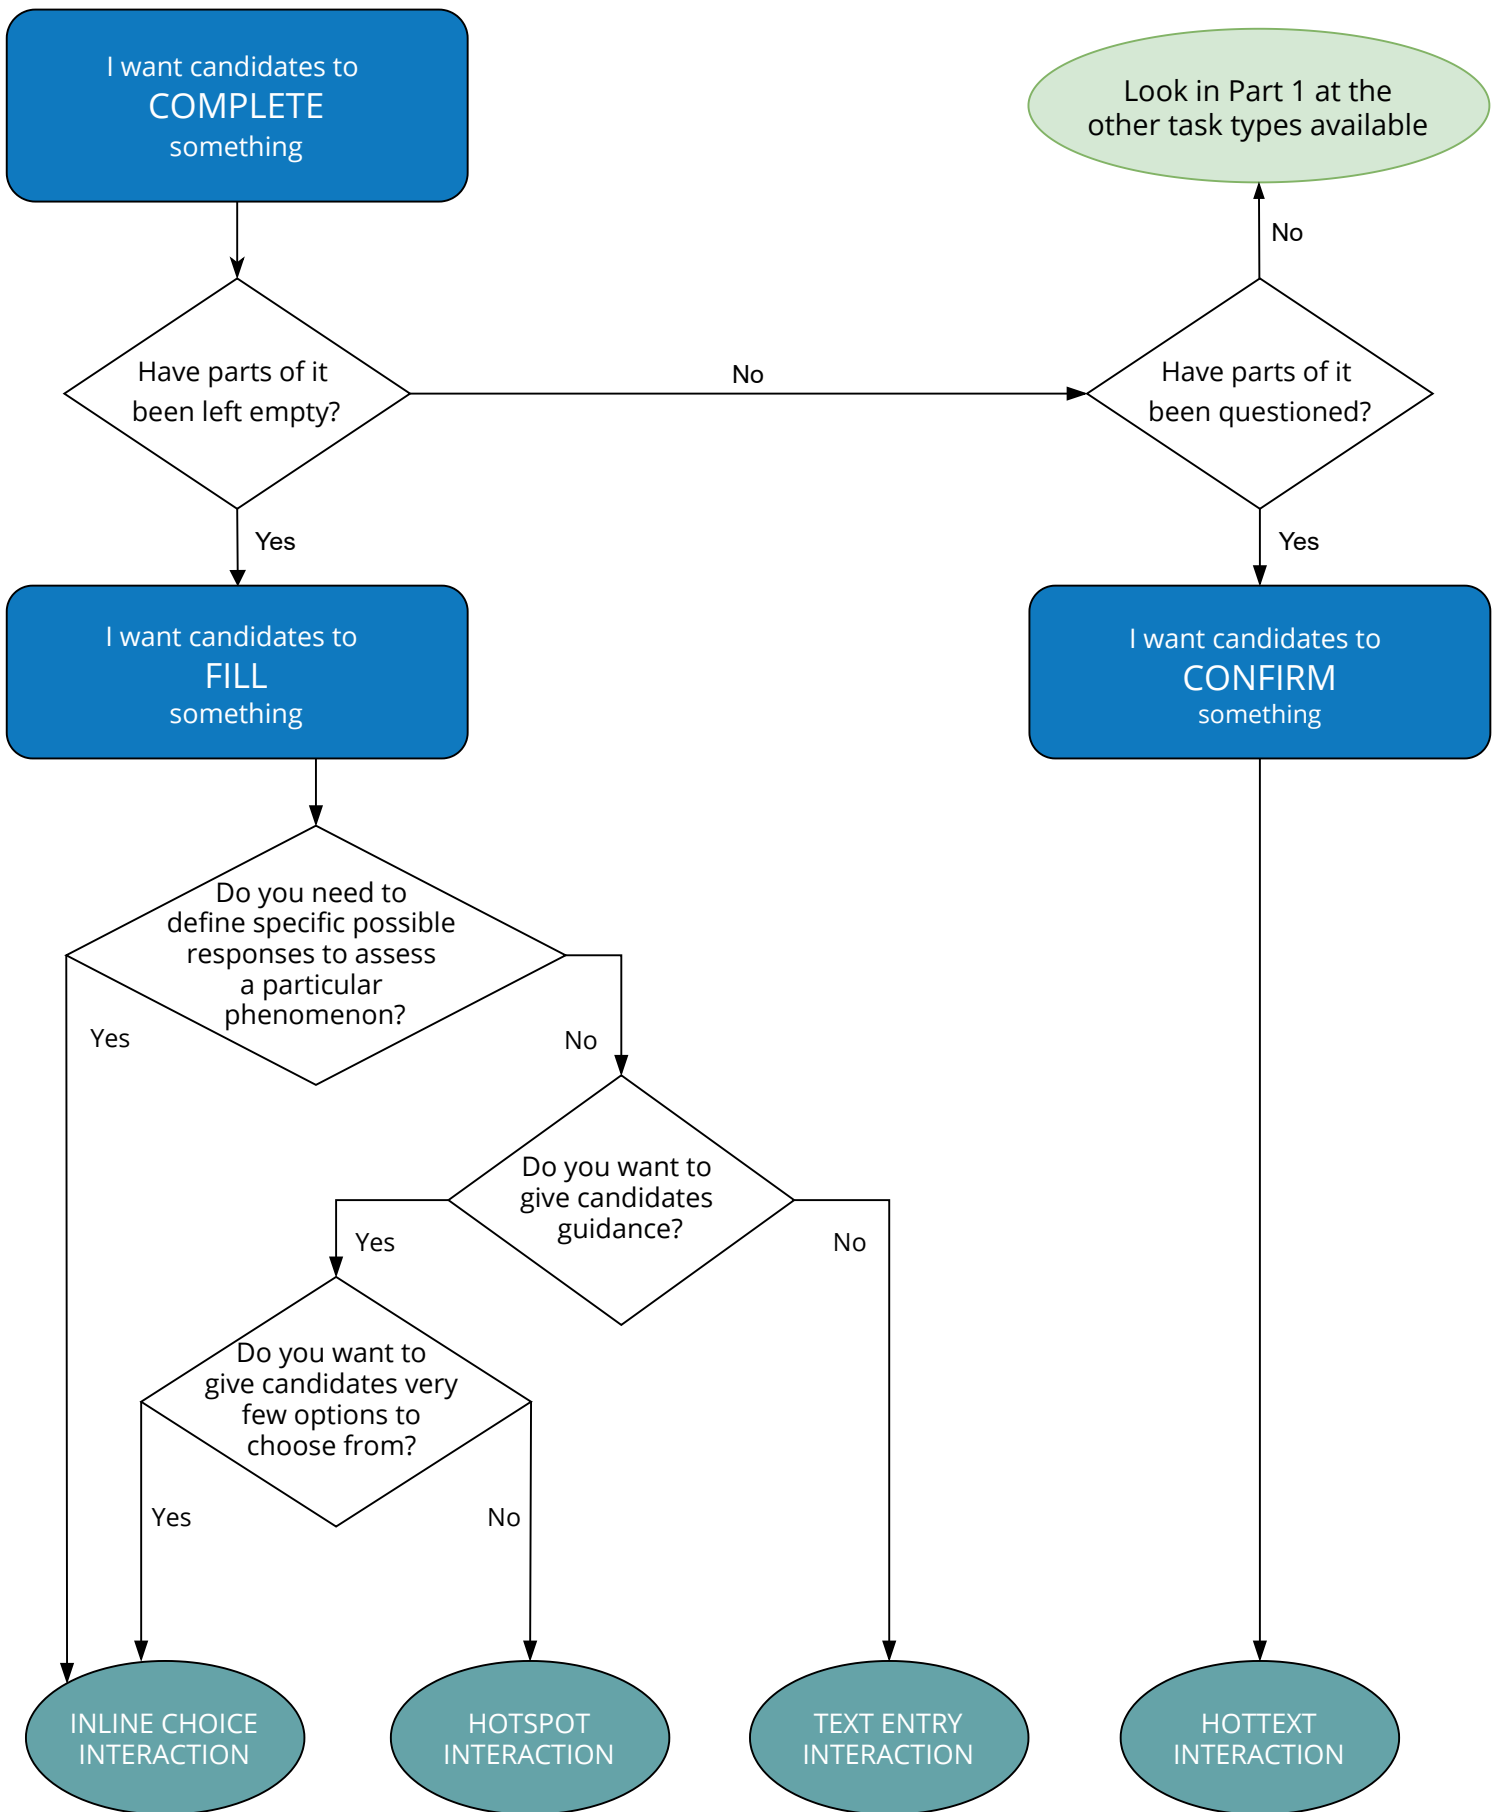 I want candidates to
COMPLETE
something
Look in Part 1 at the
other task types available
No
Have parts of it
been left empty?
No
Have parts of it
been questioned?
Yes
Yes
I want candidates to
FILL
something
I want candidates to
CONFIRM
something
Do you need to
define specific possible
responses to assess
a particular
phenomenon?
Yes
No
Do you want to
give candidates
guidance?
Yes
No
Do you want to
give candidates very
few options to
choose from?
Yes
No
INLINE CHOICE
INTERACTION
HOTSPOT
INTERACTION
TEXT ENTRY
INTERACTION
HOTTEXT
INTERACTION